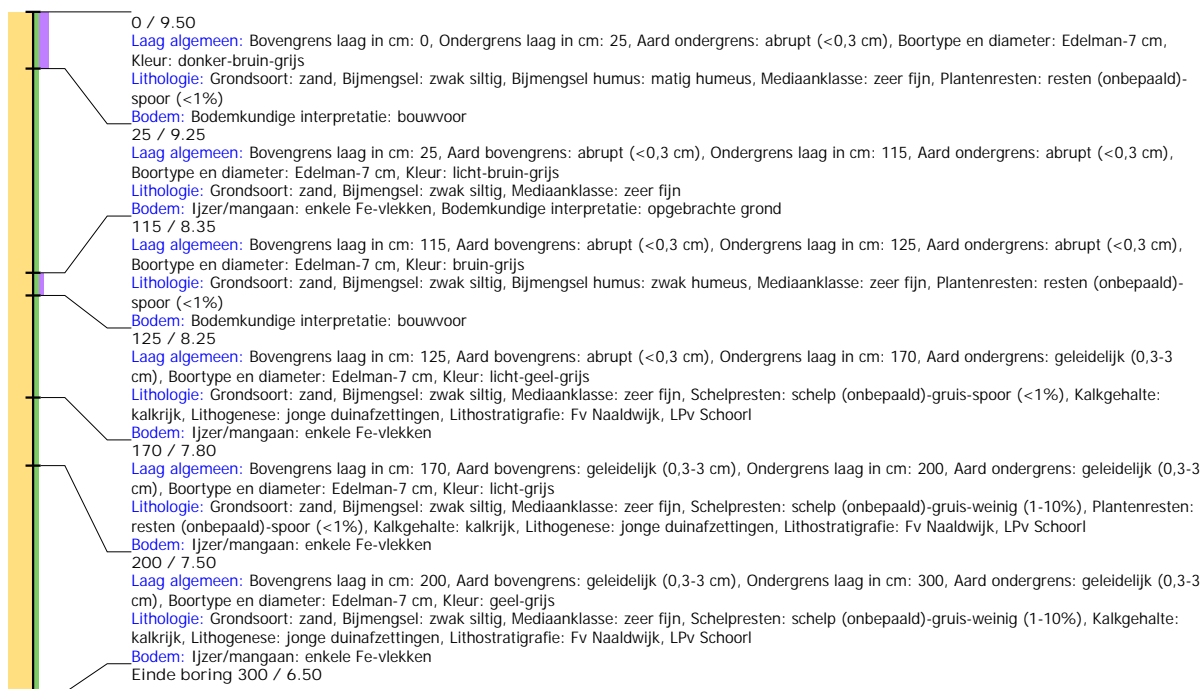 0 / 9.50
Laag algemeen: Bovengrens laag in cm: 0, Ondergrens laag in cm: 25, Aard ondergrens: abrupt (<0,3 cm), Boortype en diameter: Edelman-7 cm,
Kleur: donker-bruin-grijs
Lithologie: Grondsoort: zand, Bijmengsel: zwak siltig, Bijmengsel humus: matig humeus, Mediaanklasse: zeer fijn, Plantenresten: resten (onbepaald)-
spoor (<1%)
Bodem: Bodemkundige interpretatie: bouwvoor
25 / 9.25
Laag algemeen: Bovengrens laag in cm: 25, Aard bovengrens: abrupt (<0,3 cm), Ondergrens laag in cm: 115, Aard ondergrens: abrupt (<0,3 cm),
Boortype en diameter: Edelman-7 cm, Kleur: licht-bruin-grijs
Lithologie: Grondsoort: zand, Bijmengsel: zwak siltig, Mediaanklasse: zeer fijn
Bodem: Ijzer/mangaan: enkele Fe-vlekken, Bodemkundige interpretatie: opgebrachte grond
115 / 8.35
Laag algemeen: Bovengrens laag in cm: 115, Aard bovengrens: abrupt (<0,3 cm), Ondergrens laag in cm: 125, Aard ondergrens: abrupt (<0,3 cm),
Boortype en diameter: Edelman-7 cm, Kleur: bruin-grijs
Lithologie: Grondsoort: zand, Bijmengsel: zwak siltig, Bijmengsel humus: zwak humeus, Mediaanklasse: zeer fijn, Plantenresten: resten (onbepaald)-
spoor (<1%)
Bodem: Bodemkundige interpretatie: bouwvoor
125 / 8.25
Laag algemeen: Bovengrens laag in cm: 125, Aard bovengrens: abrupt (<0,3 cm), Ondergrens laag in cm: 170, Aard ondergrens: geleidelijk (0,3-3
cm), Boortype en diameter: Edelman-7 cm, Kleur: licht-geel-grijs
Lithologie: Grondsoort: zand, Bijmengsel: zwak siltig, Mediaanklasse: zeer fijn, Schelpresten: schelp (onbepaald)-gruis-spoor (<1%), Kalkgehalte:
kalkrijk, Lithogenese: jonge duinafzettingen, Lithostratigrafie: Fv Naaldwijk, LPv Schoorl
Bodem: Ijzer/mangaan: enkele Fe-vlekken
170 / 7.80
Laag algemeen: Bovengrens laag in cm: 170, Aard bovengrens: geleidelijk (0,3-3 cm), Ondergrens laag in cm: 200, Aard ondergrens: geleidelijk (0,3-3
cm), Boortype en diameter: Edelman-7 cm, Kleur: licht-grijs
Lithologie: Grondsoort: zand, Bijmengsel: zwak siltig, Mediaanklasse: zeer fijn, Schelpresten: schelp (onbepaald)-gruis-weinig (1-10%), Plantenresten:
resten (onbepaald)-spoor (<1%), Kalkgehalte: kalkrijk, Lithogenese: jonge duinafzettingen, Lithostratigrafie: Fv Naaldwijk, LPv Schoorl
Bodem: Ijzer/mangaan: enkele Fe-vlekken
200 / 7.50
Laag algemeen: Bovengrens laag in cm: 200, Aard bovengrens: geleidelijk (0,3-3 cm), Ondergrens laag in cm: 300, Aard ondergrens: geleidelijk (0,3-3
cm), Boortype en diameter: Edelman-7 cm, Kleur: geel-grijs
Lithologie: Grondsoort: zand, Bijmengsel: zwak siltig, Mediaanklasse: zeer fijn, Schelpresten: schelp (onbepaald)-gruis-weinig (1-10%), Kalkgehalte:
kalkrijk, Lithogenese: jonge duinafzettingen, Lithostratigrafie: Fv Naaldwijk, LPv Schoorl
Bodem: Ijzer/mangaan: enkele Fe-vlekken
Einde boring 300 / 6.50